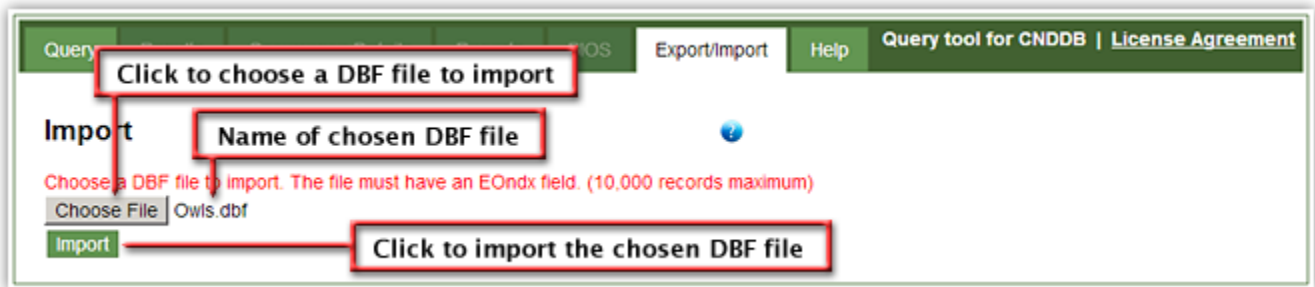 Query IOS Export/Import Help Query tool for CNDDB | License Agreement
Click to choose a DBF file to import
Import
Name of chosen DBF file
Choose a DBF file to import. The file must have an EOndx field. (10,000 records maximum)
Choose File Owls.dbf
Import
Click to import the chosen DBF file